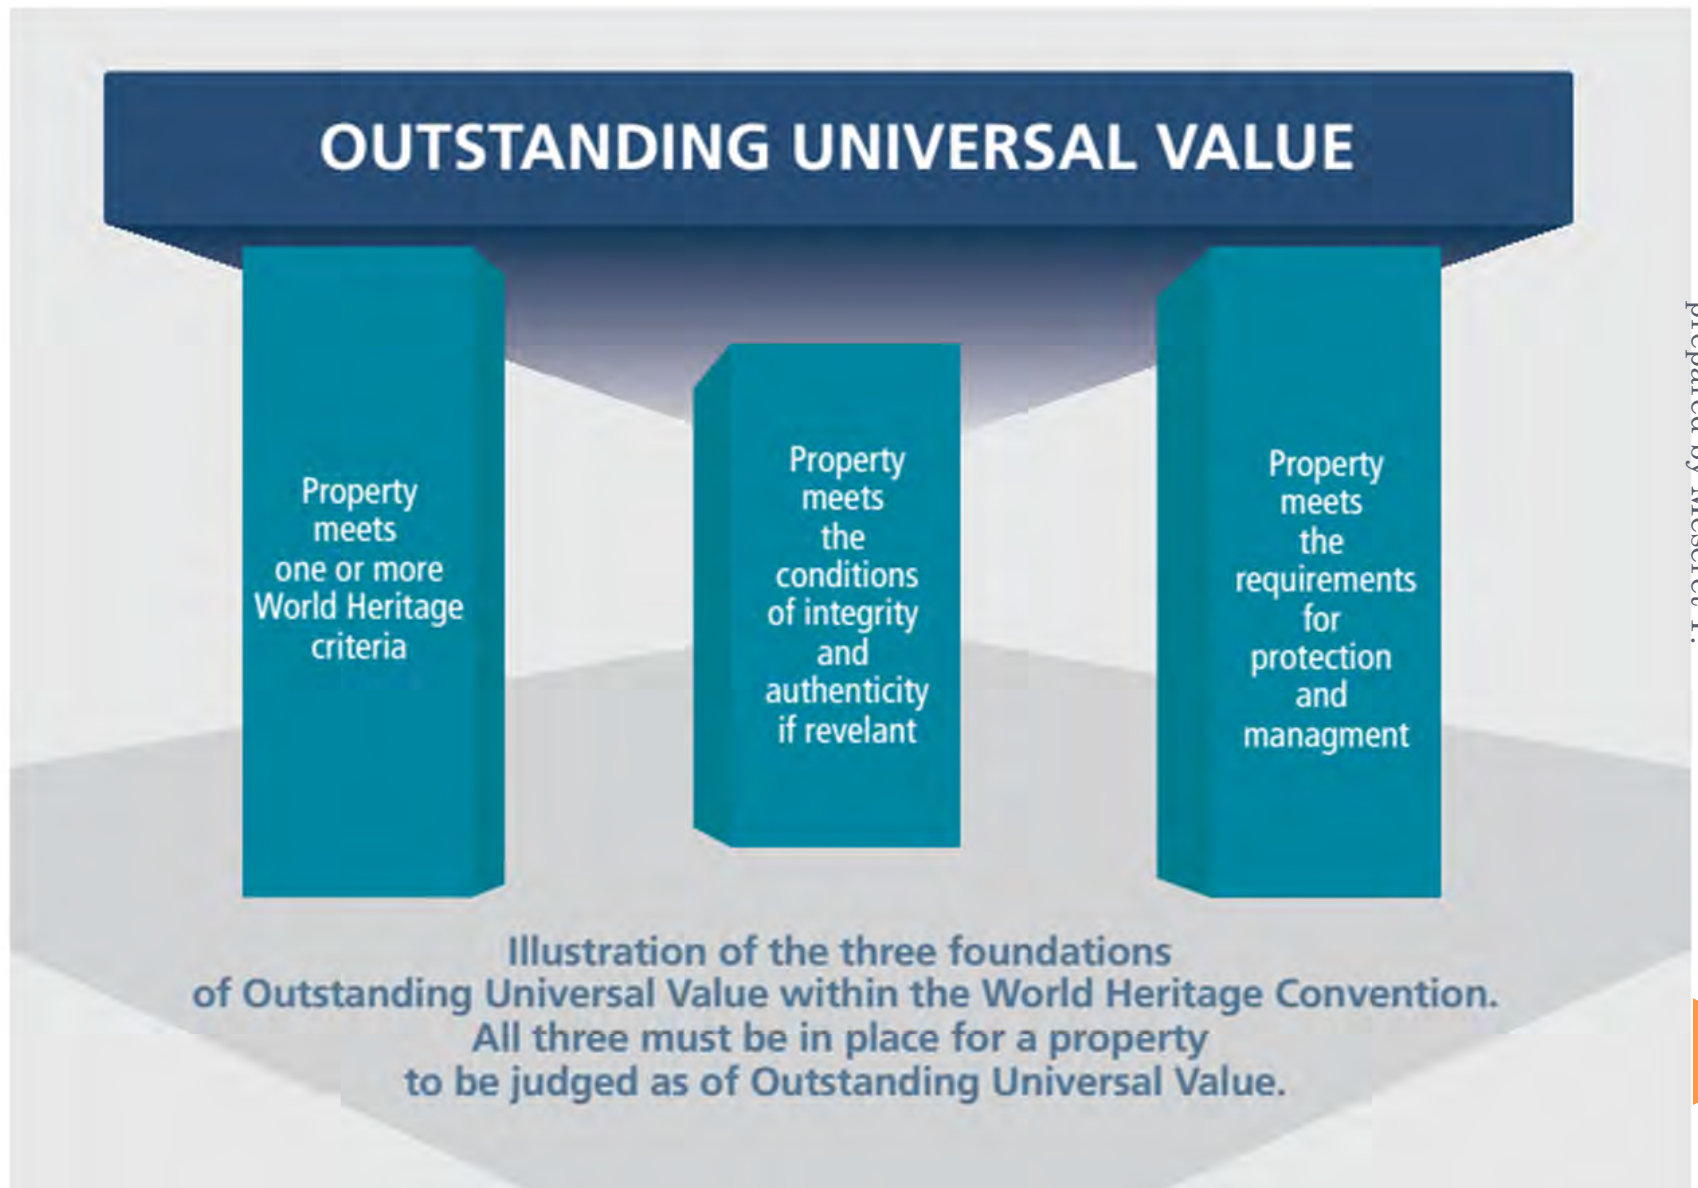 OUTSTANDING UNIVERSAL VALUE
Property
meets
one or more
World Heritage
criteria
Property
meets
the
conditions
of integrity
and
authenticity
if revelant
Property
meets
the
requirements
for
protection
and
managment
Illustration of the three foundations
of Outstanding Universal Value within the World Heritage Convention.
All three must be in place for a property
to be judged as of Outstanding Universal Value.
prepared by